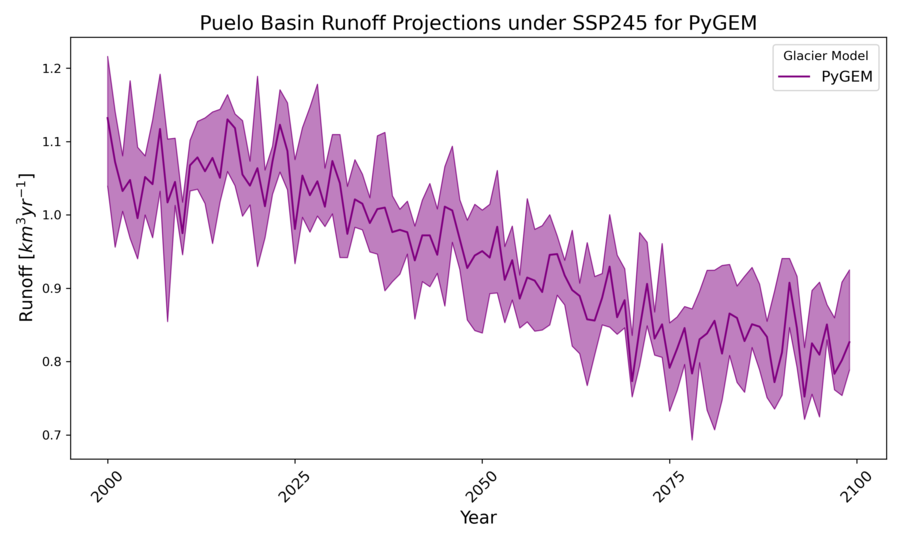 Puelo Basin Runoff Projections under SSP245 for PyGEM
Glacier Model
PyGEM
1.2
1.1
1.0
0.9
0.8
0.7
Runoff [km³yr⁻¹]
2000
2025
2050
2075
2100
Year